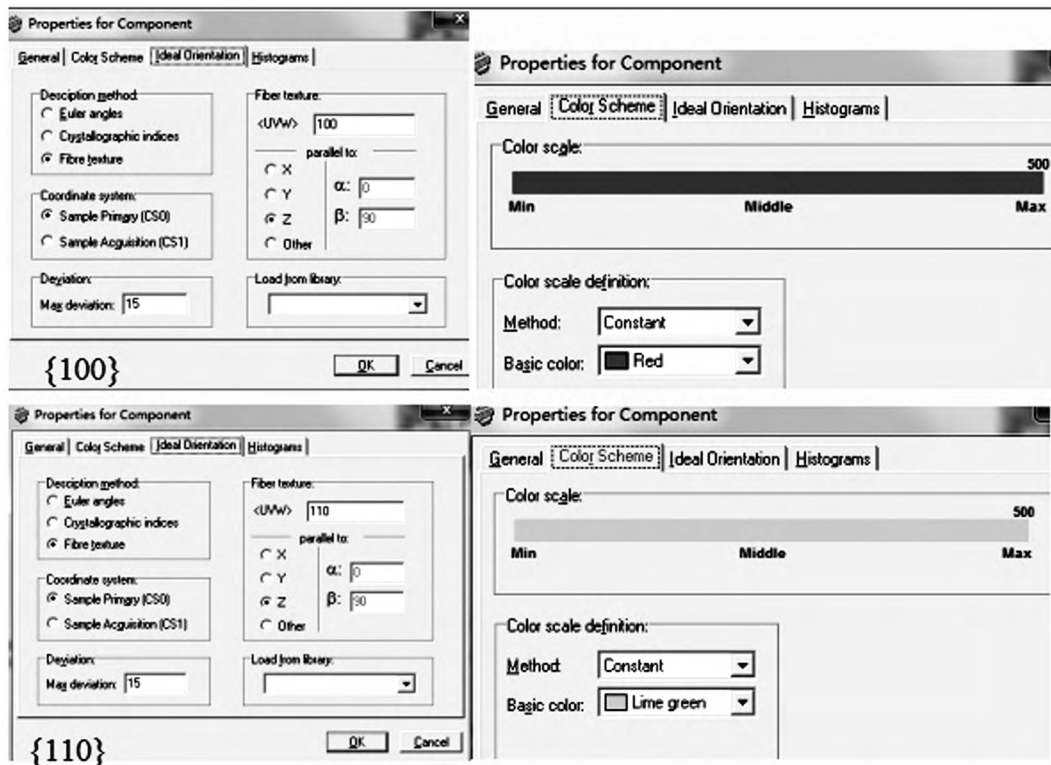 Properties for Component
General Color Scheme Ideal Orientation Histograms
Desciption method:
Euler angles
Crystallographic indices
Fibre texture
Coordinate system:
Sample Primary (CS0)
Sample Acquisition (CS1)
Deviation:
Max deviation: 15
Fiber texture:
<UVW> 100
parallel to:
X
Y
Z
Other
α: 0
β: 90
Load from library:
{100}
OK Cancel
Properties for Component
General Color Scheme Ideal Orientation Histograms
Color scale:
500
Min Middle Max
Color scale definition:
Method: Constant
Basic color: Red
Properties for Component
General Color Scheme Ideal Orientation Histograms
Desciption method:
Euler angles
Crystallographic indices
Fibre texture
Coordinate system:
Sample Primary (CS0)
Sample Acquisition (CS1)
Deviation:
Max deviation: 15
Fiber texture:
<UVW> 110
parallel to:
X
Y
Z
Other
α: 0
β: 90
Load from library:
{110}
OK Cancel
Properties for Component
General Color Scheme Ideal Orientation Histograms
Color scale:
500
Min Middle Max
Color scale definition:
Method: Constant
Basic color: Lime green